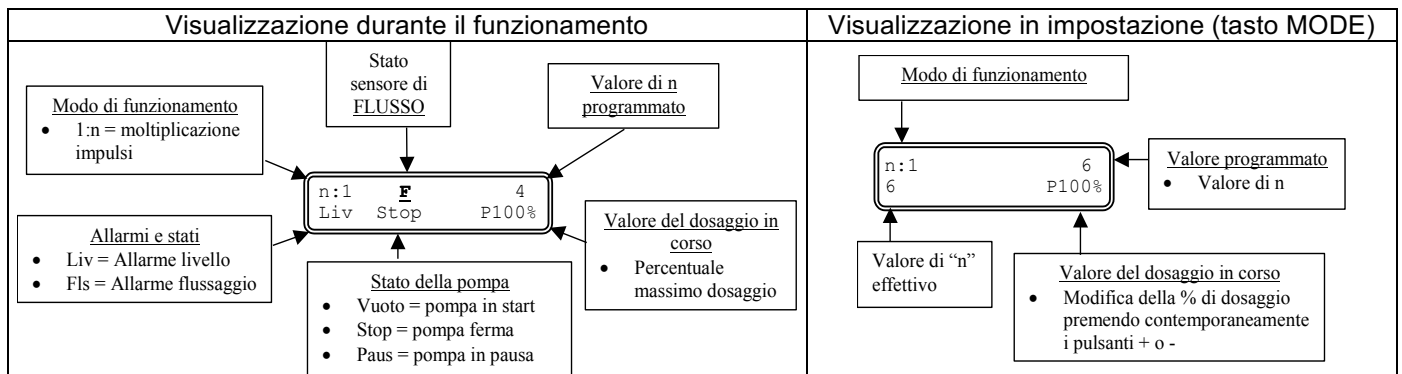 Visualizzazione durante il funzionamento
Visualizzazione in impostazione (tasto MODE)
Stato
sensore di
FLUSSO
Valore di n
programmato
Modo di funzionamento
• 1:n = moltiplicazione
impulsi
n:1 F 4
Liv Stop P100%
Allarmi e stati
• Liv = Allarme livello
• Fls = Allarme flussaggio
Stato della pompa
• Vuoto = pompa in start
• Stop = pompa ferma
• Paus = pompa in pausa
Valore del dosaggio in
corso
• Percentuale
massimo dosaggio
Modo di funzionamento
n:1 6
6 P100%
Valore programmato
• Valore di n
Valore di “n”
effettivo
Valore del dosaggio in corso
• Modifica della % di dosaggio
premendo contemporaneamente
i pulsanti + o -